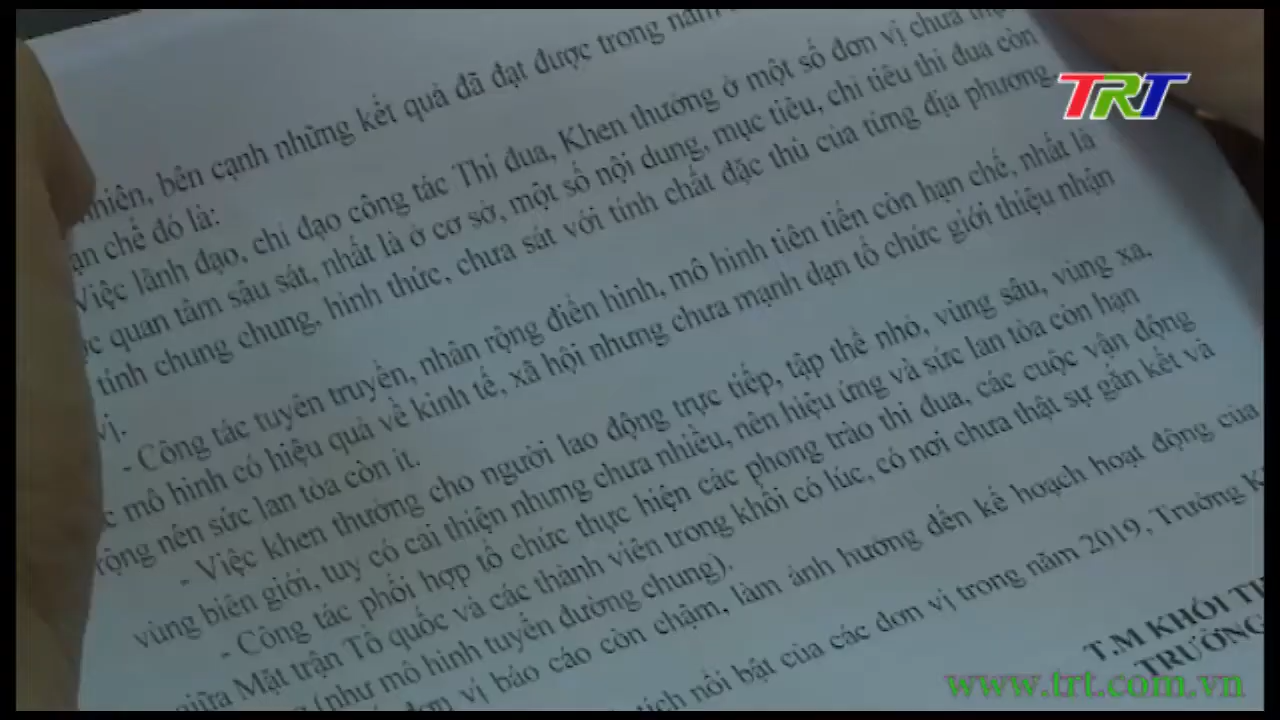 nhiên, bên cạnh những kết quả đã đạt được trong năm
chế đó là:
Việc lãnh đạo, chỉ đạo công tác Thi đua, Khen thưởng ở một số đơn vị chưa
quan tâm sâu sát, nhất là ở cơ sở, một số nội dung, mục tiêu, chỉ tiêu thi đua còn
tính chung chung, hình thức, chưa sát với tính chất đặc thù của từng địa phương,
vị.
- Công tác tuyên truyền, nhân rộng điển hình, mô hình tiên tiến còn hạn chế, nhất là
mô hình có hiệu quả về kinh tế, xã hội nhưng chưa mạnh dạn tổ chức giới thiệu nhận
rộng nên sức lan tỏa còn ít.
- Việc khen thưởng cho người lao động trực tiếp, tập thể nhỏ, vùng sâu, vùng xa,
vùng biên giới, tuy có cải thiện nhưng chưa nhiều, nên hiệu ứng và sức lan tỏa còn hạn
- Công tác phối hợp tổ chức thực hiện các phong trào thi đua, các cuộc vận động
giữa Mặt trận Tổ quốc và các thành viên trong khối có lúc, có nơi chưa thật sự gắn kết và
(như mô hình tuyến đường chung).
đơn vị báo cáo còn chậm, làm ảnh hưởng đến kế hoạch hoạt động của
tích nổi bật của các đơn vị trong năm 2019, Trưởng
T.M KHỐI
TRƯỞNG
TRT
www.trt.com.vn